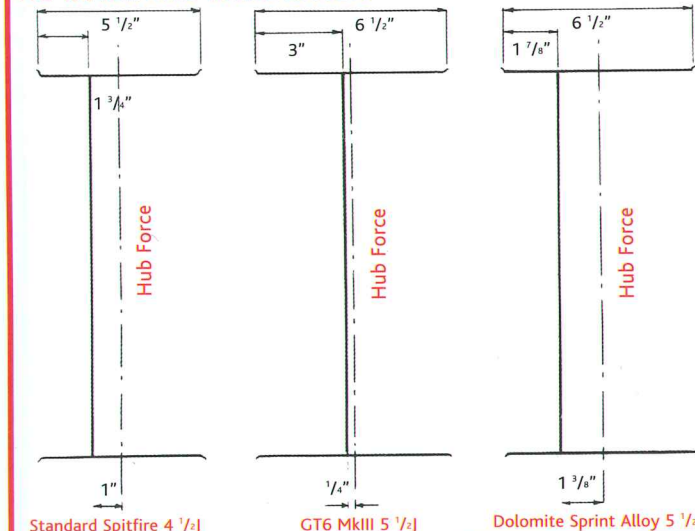 5 1/2"
1 3/4"
Hub Force
1"
Standard Spitfire 4 1/2J
6 1/2"
3"
Hub Force
1/4"
GT6 MkIII 5 1/2J
6 1/2"
1 7/8"
Hub Force
1 3/8"
Dolomite Sprint Alloy 5 1/2